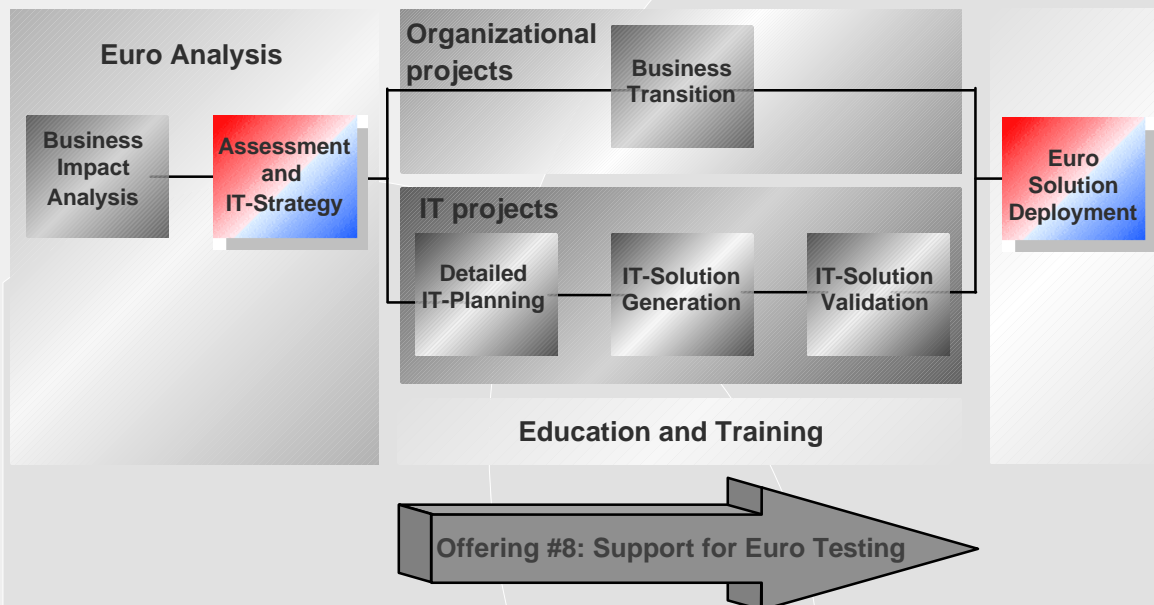 Euro Analysis
Business
Impact
Analysis
Assessment
and
IT-Strategy
Organizational
projects
Business
Transition
IT projects
Detailed
IT-Planning
IT-Solution
Generation
IT-Solution
Validation
Euro
Solution
Deployment
Education and Training
Offering #8: Support for Euro Testing